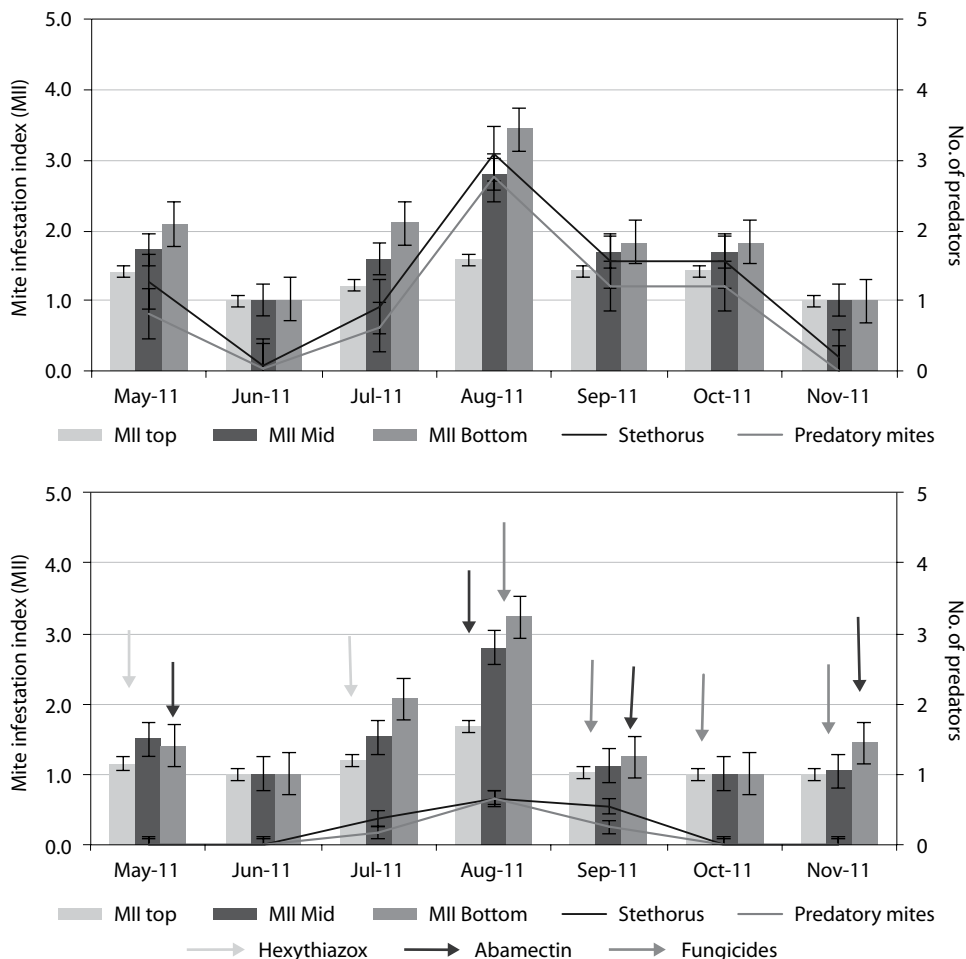 5.0
4.0
3.0
2.0
1.0
0.0
Mite infestation index (MII)
5
4
3
2
1
0
No. of predators
May-11 Jun-11 Jul-11 Aug-11 Sep-11 Oct-11 Nov-11
MII top MII Mid MII Bottom Stethorus Predatory mites
5.0
4.0
3.0
2.0
1.0
0.0
Mite infestation index (MII)
5
4
3
2
1
0
No. of predators
May-11 Jun-11 Jul-11 Aug-11 Sep-11 Oct-11 Nov-11
MII top MII Mid MII Bottom Stethorus Predatory mites
Hexythiazox Abamectin Fungicides